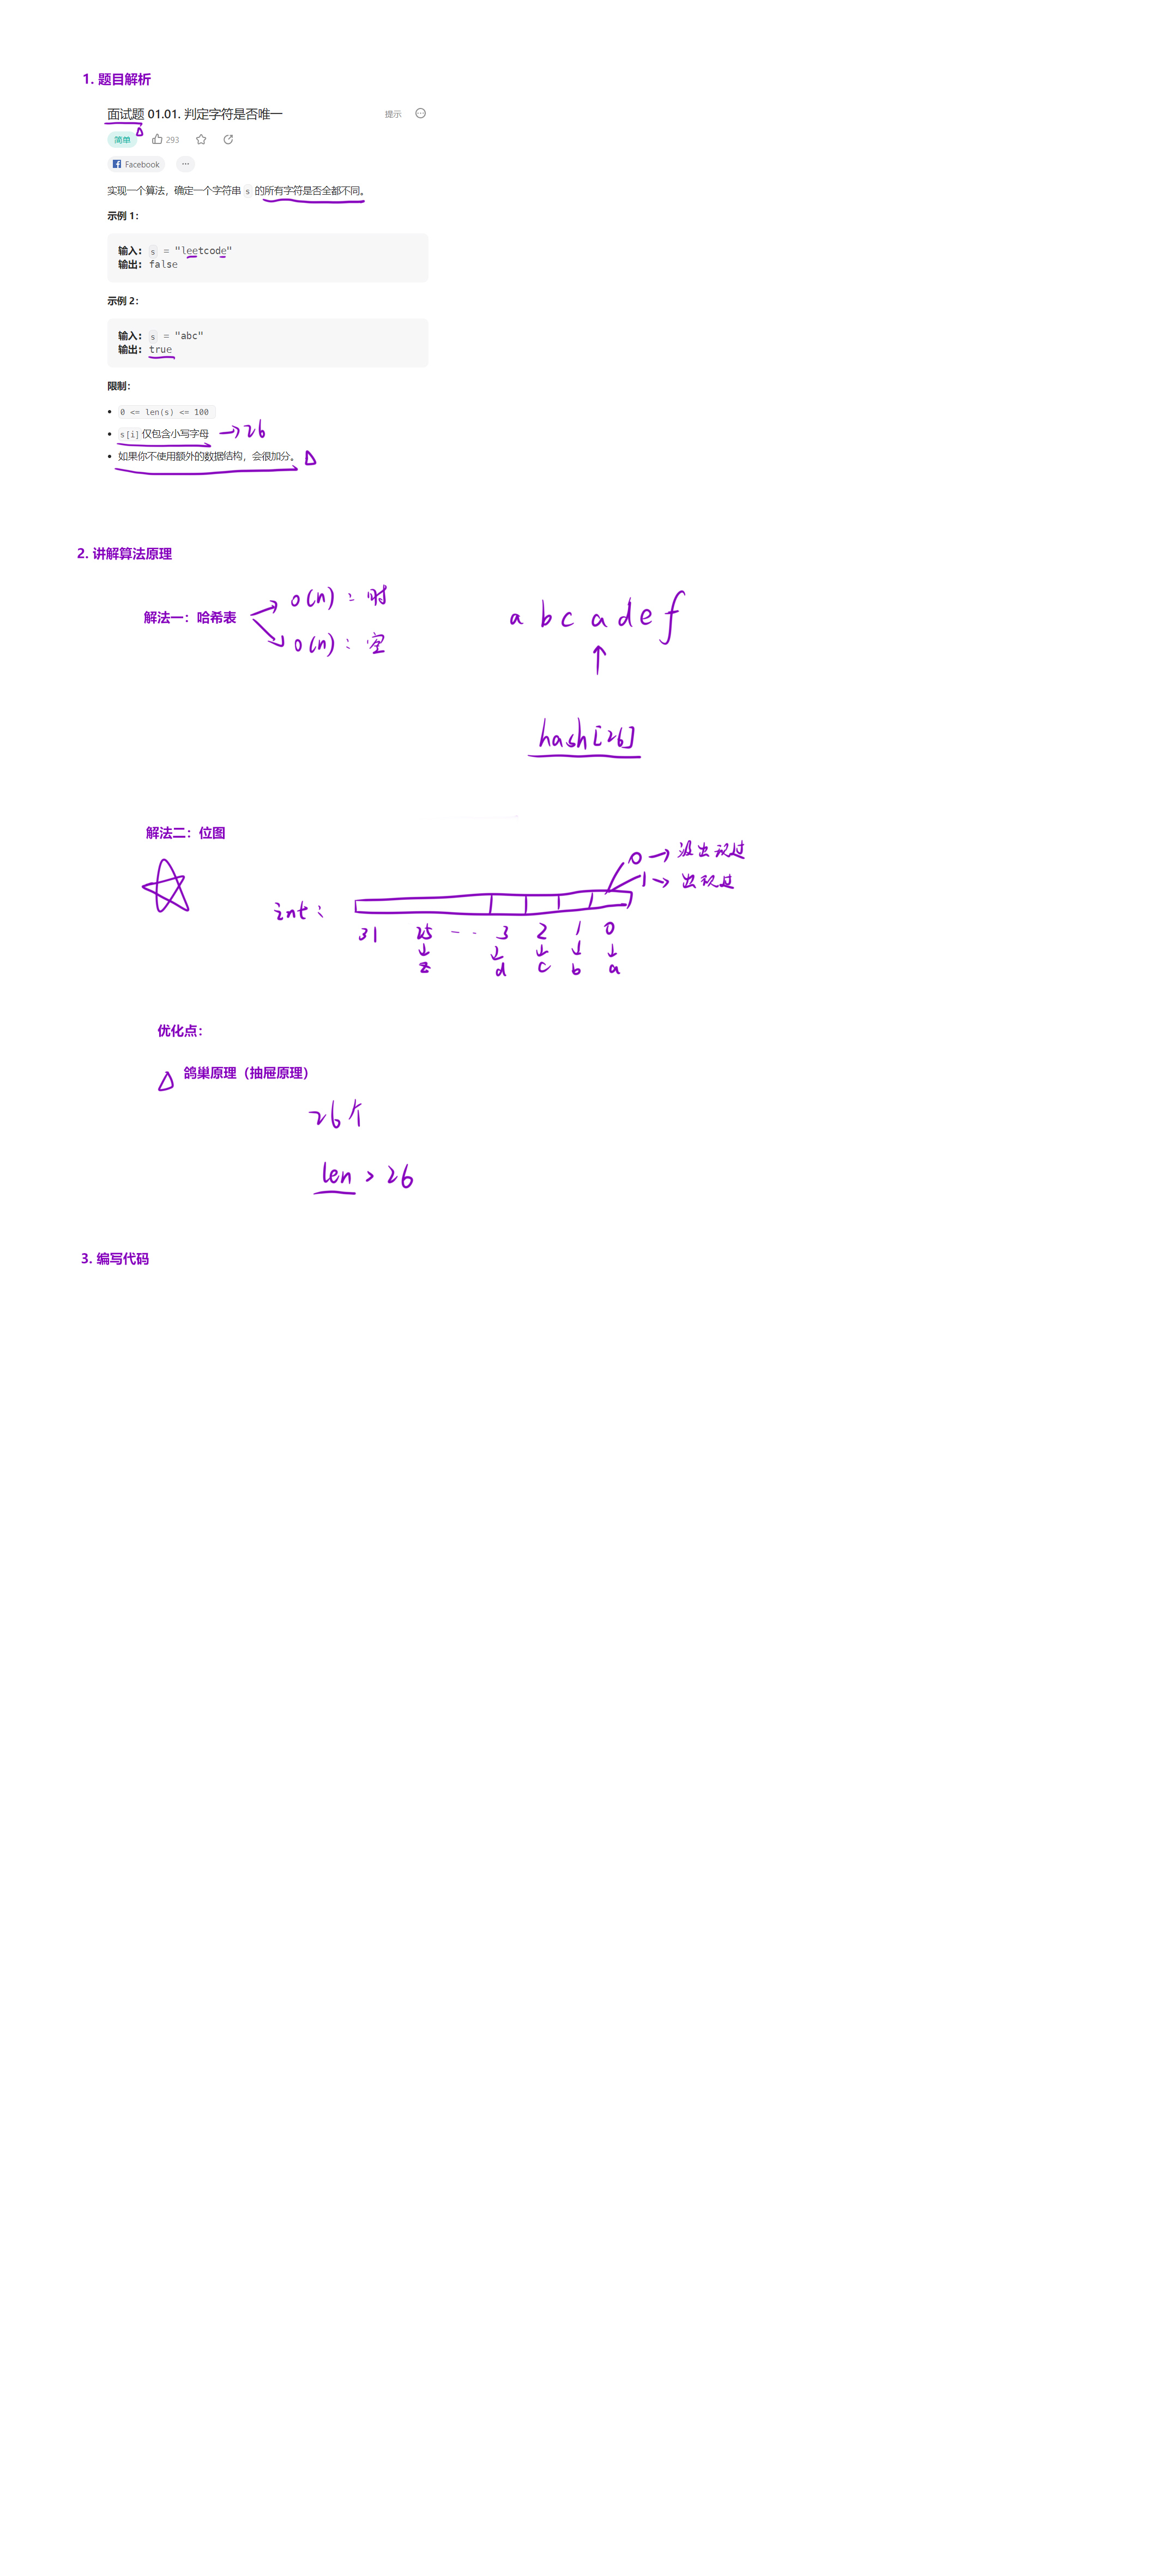 1. 题目解析
面试题 01.01. 判定字符是否唯一
提示
简单 293
Facebook
实现一个算法，确定一个字符串 s 的所有字符是否全都不同。
示例 1：
输入： s = "leetcode"
输出： false
示例 2：
输入： s = "abc"
输出： true
限制：
0 <= len(s) <= 100
s[i]仅包含小写字母 →26
如果你不使用额外的数据结构，会很加分。
2. 讲解算法原理
解法一：哈希表
O(n)：时
O(n)：空
a b c a d e f
hash[26]
解法二：位图
0 → 没出现过
1 → 出现过
int：
31 25 - - 3 2 1 0
z d c b a
优化点：
鸽巢原理（抽屉原理）
26个
len > 26
3. 编写代码